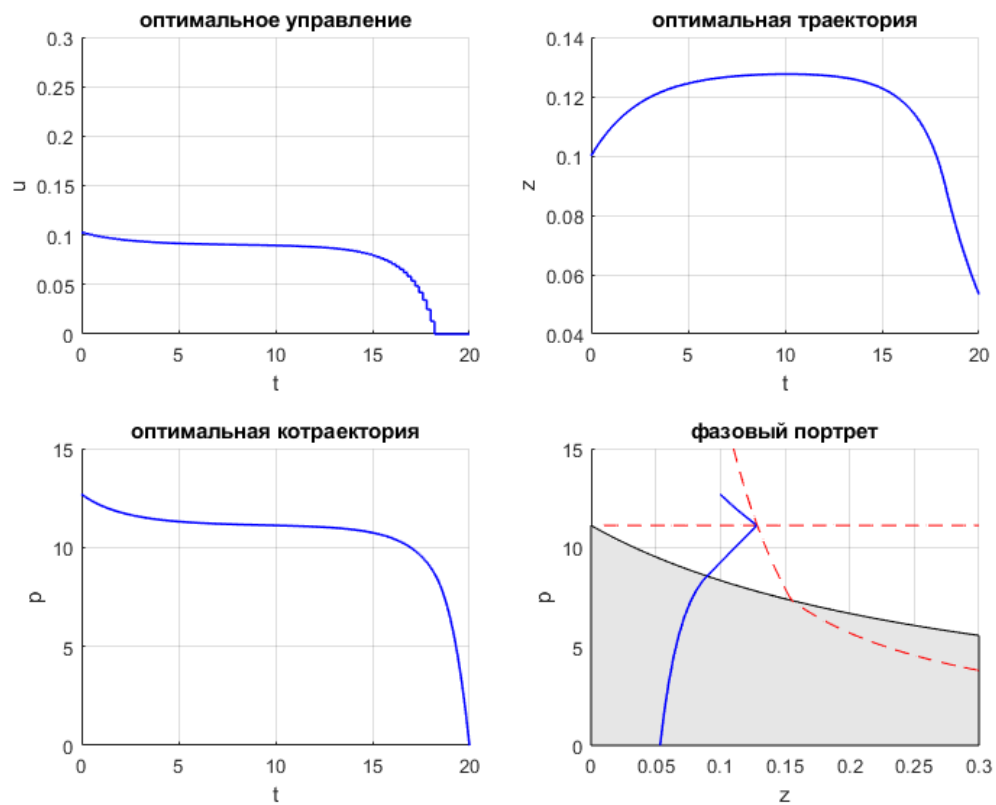 оптимальное управление
0.3
0.25
0.2
0.15
0.1
0.05
0
u
0 5 10 15 20
t
оптимальная траектория
0.14
0.12
0.1
0.08
0.06
0.04
z
0 5 10 15 20
t
оптимальная котраектория
15
10
5
0
p
0 5 10 15 20
t
фазовый портрет
15
10
5
0
p
0 0.05 0.1 0.15 0.2 0.25 0.3
z